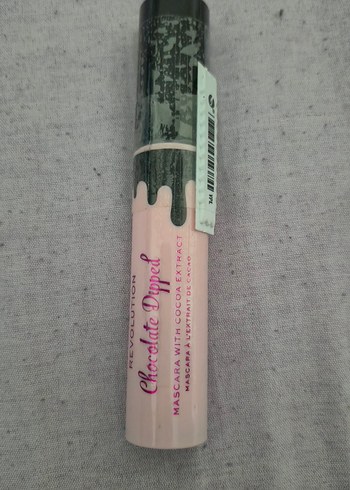 REVOLUTION
Chocolate Dipped
MASCARA WITH COCOA EXTRACT
MASCARA À L'EXTRAIT DE CACAO